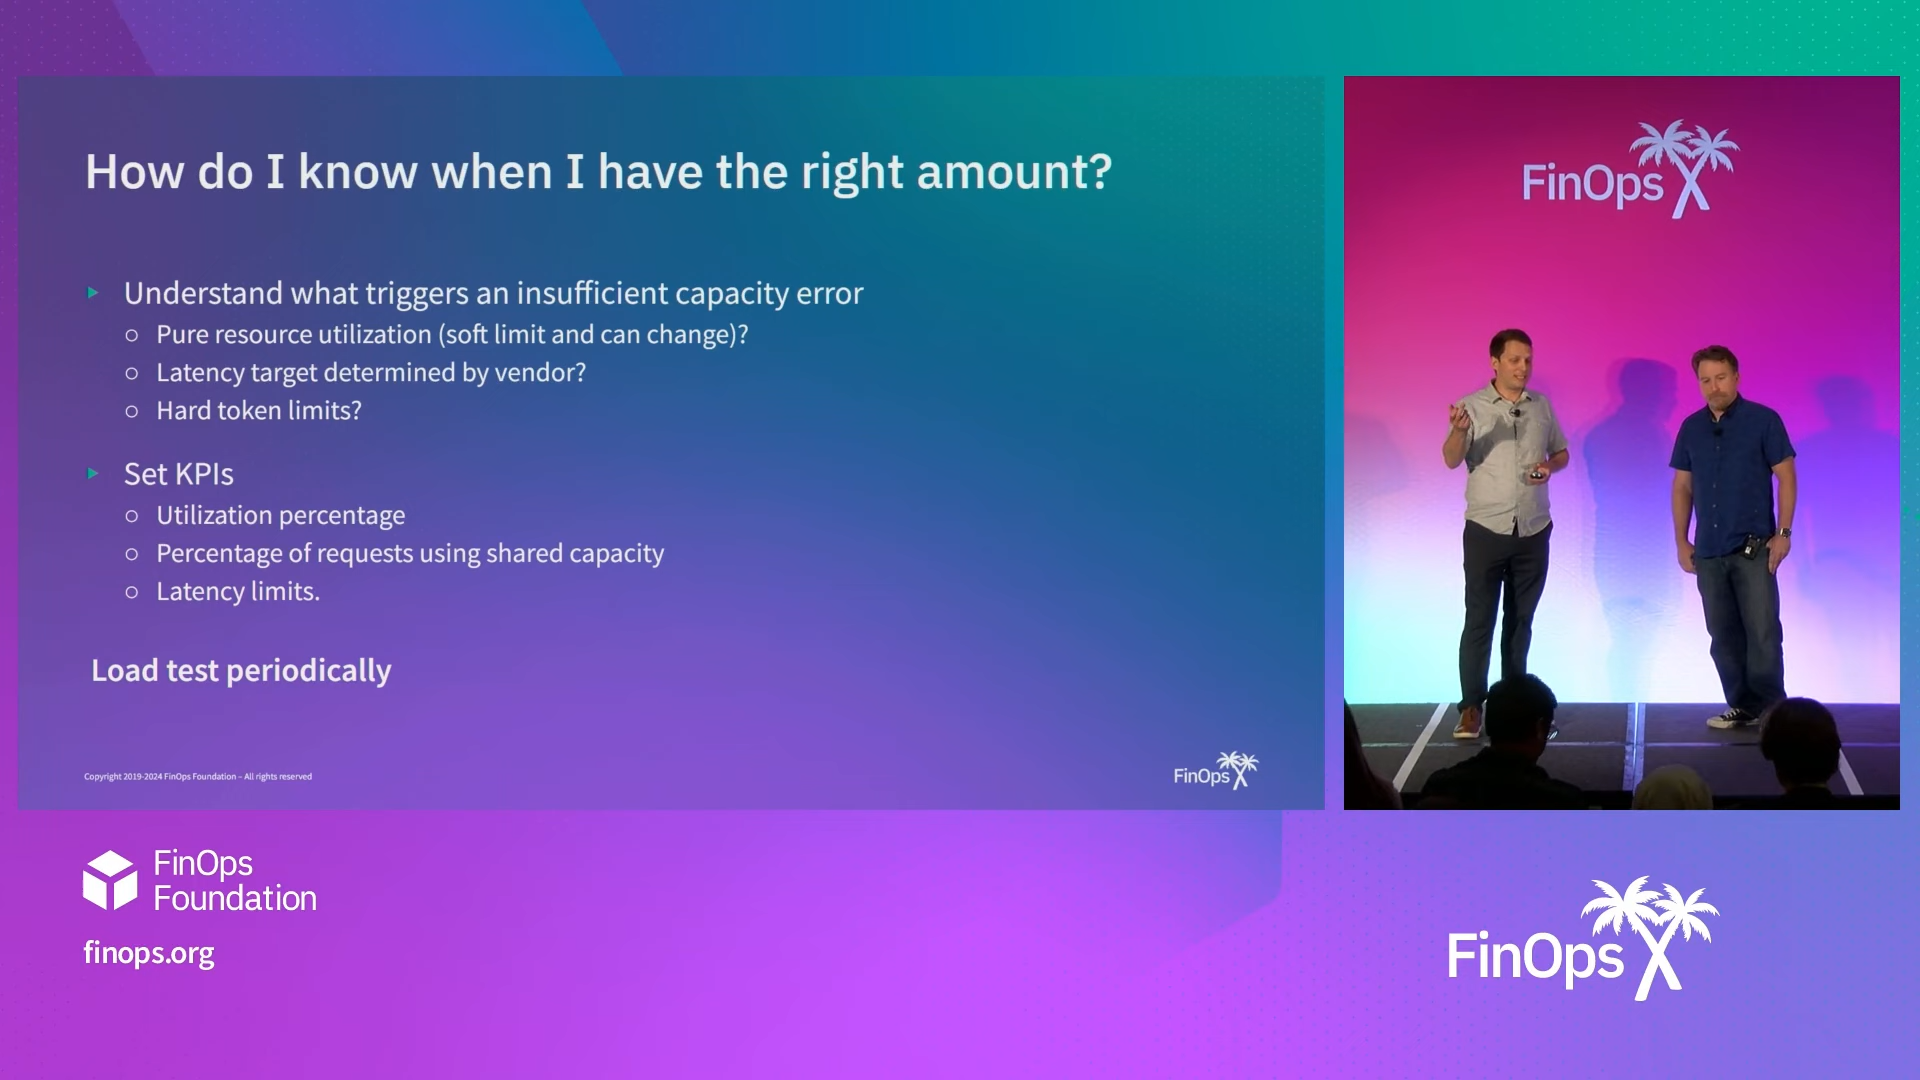 How do I know when I have the right amount?
▸ Understand what triggers an insufficient capacity error
○ Pure resource utilization (soft limit and can change)?
○ Latency target determined by vendor?
○ Hard token limits?
▸ Set KPIs
○ Utilization percentage
○ Percentage of requests using shared capacity
○ Latency limits.
Load test periodically
Copyright 2019-2024 FinOps Foundation – All rights reserved
FinOps X
FinOps X
FinOps
Foundation
finops.org
FinOps X